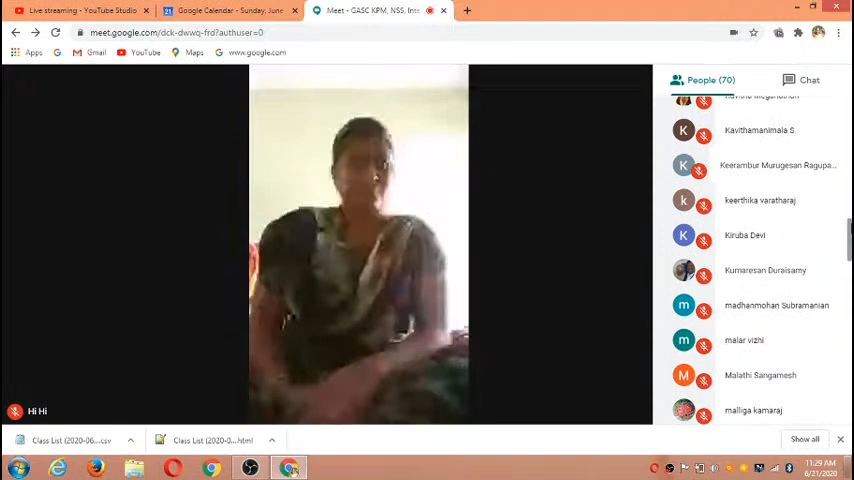 Live streaming - YouTube Studio
Google Calendar - Sunday, June
Meet - GASC KPM, NSS, Inte
meet.google.com/dck-dwwq-frd?authuser=0
Apps
Gmail
YouTube
Maps
www.google.com
People (70)
Chat
Kavithamanimala S
Keerambur Murugesan Ragupa...
keerthika varatharaj
Kiruba Devi
Kumaresan Duraisamy
madhanmohan Subramanian
malar vizhi
Malathi Sangamesh
malliga kamaraj
Hi Hi
Class List (2020-06....csv
Class List (2020-0....html
Show all
11:29 AM
6/21/2020